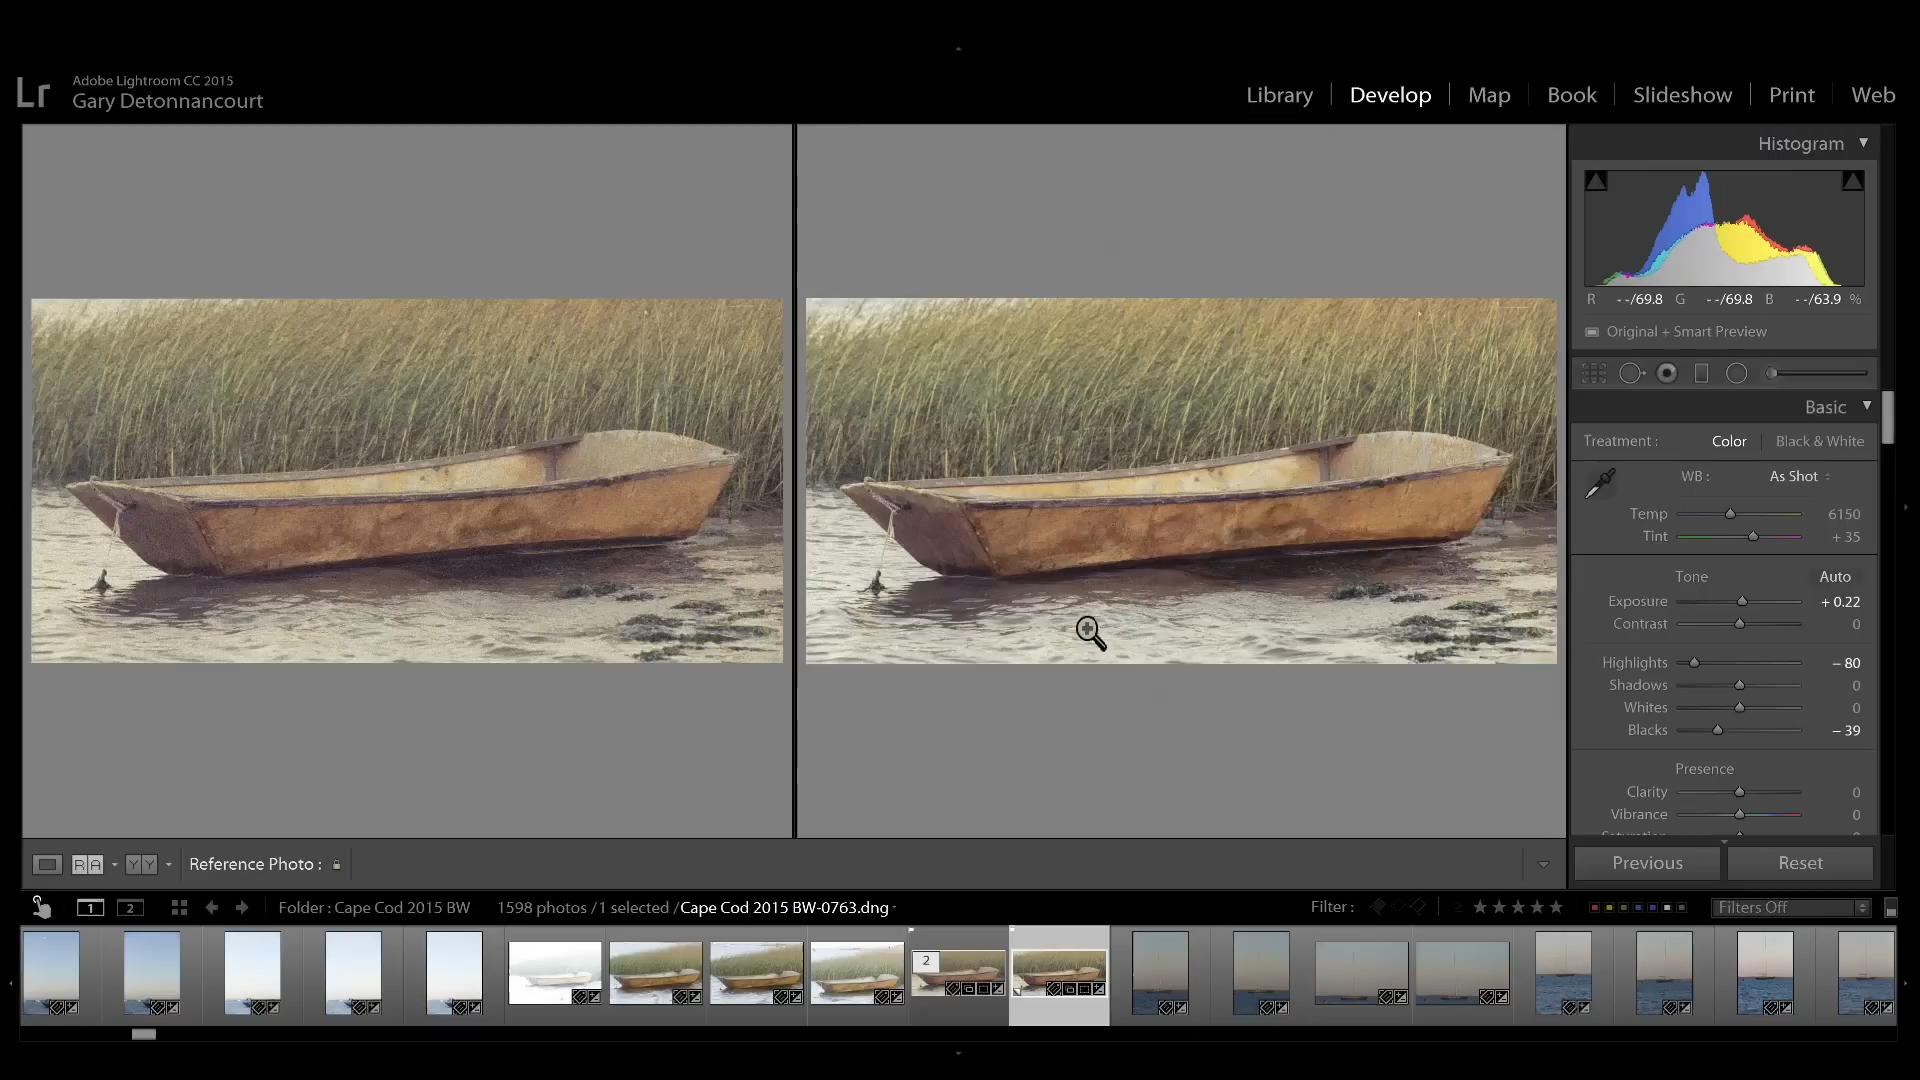 Lr
Adobe Lightroom CC 2015
Gary Detonnancourt
Library Develop Map Book Slideshow Print Web
Histogram
R - -/69.8 G - -/69.8 B - -/63.9 %
Original + Smart Preview
Basic
Treatment : Color Black & White
WB : As Shot
Temp 6150
Tint + 35
Tone Auto
Exposure + 0.22
Contrast 0
Highlights – 80
Shadows 0
Whites 0
Blacks – 39
Presence
Clarity 0
Vibrance 0
Saturation 0
R A Y Y Reference Photo :
Previous Reset
1 2 Folder : Cape Cod 2015 BW 1598 photos /1 selected /Cape Cod 2015 BW-0763.dng
Filter : Filters Off
2